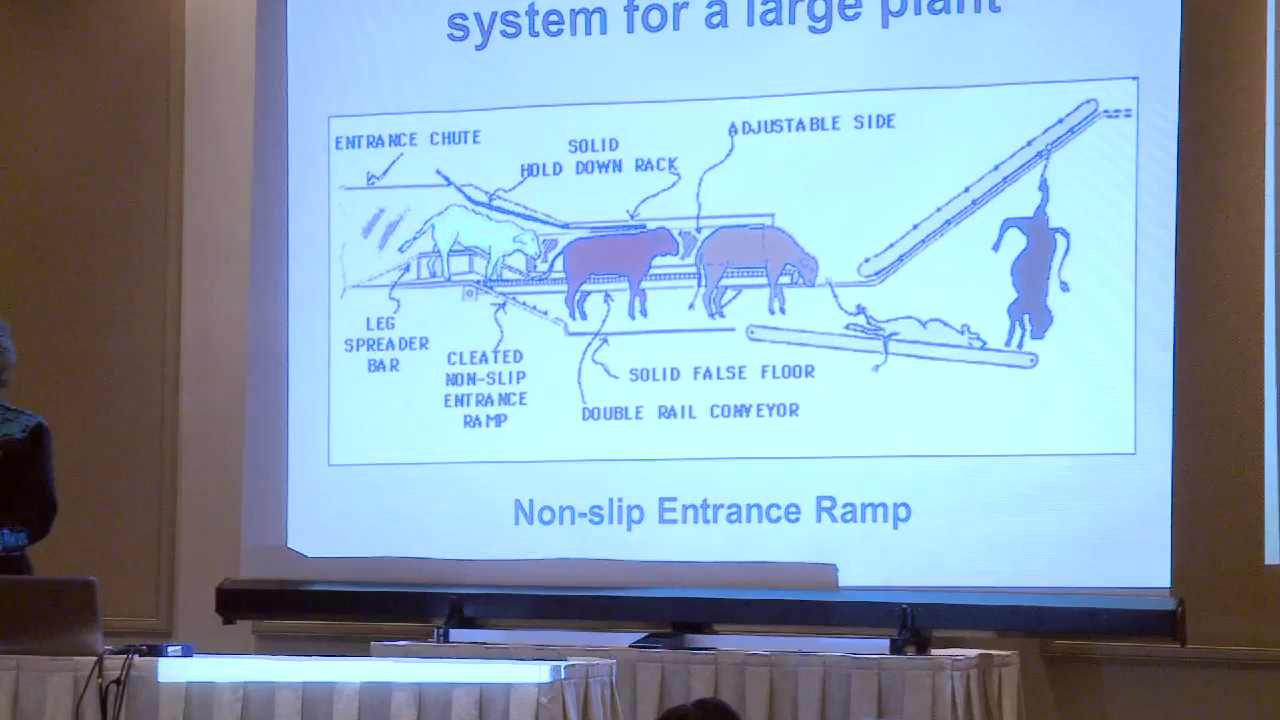 system for a large plant
ENTRANCE CHUTE
SOLID
HOLD DOWN RACK
ADJUSTABLE SIDE
LEG
SPREADER
BAR
CLEATED
NON-SLIP
ENTRANCE
RAMP
SOLID FALSE FLOOR
DOUBLE RAIL CONVEYOR
Non-slip Entrance Ramp